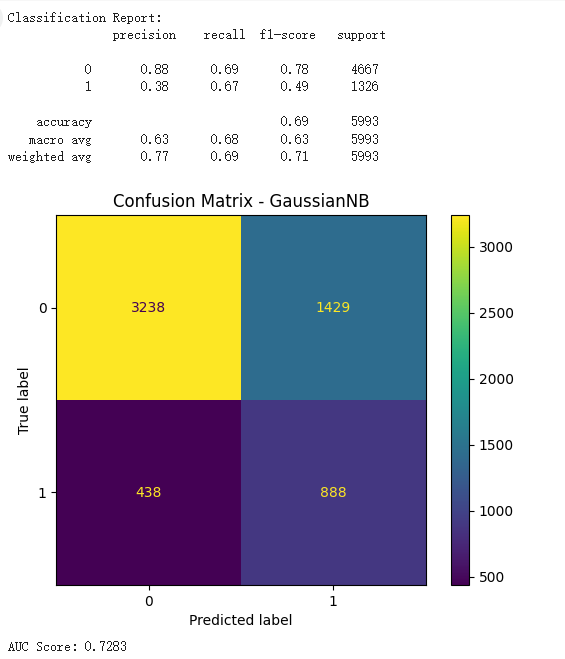 Classification Report:
precision recall f1-score support
0 0.88 0.69 0.78 4667
1 0.38 0.67 0.49 1326
accuracy 0.69 5993
macro avg 0.63 0.68 0.63 5993
weighted avg 0.77 0.69 0.71 5993
Confusion Matrix - GaussianNB
3000
0 3238 1429
2500
2000
True label
1500
1 438 888
1000
500
0 1
Predicted label
AUC Score: 0.7283